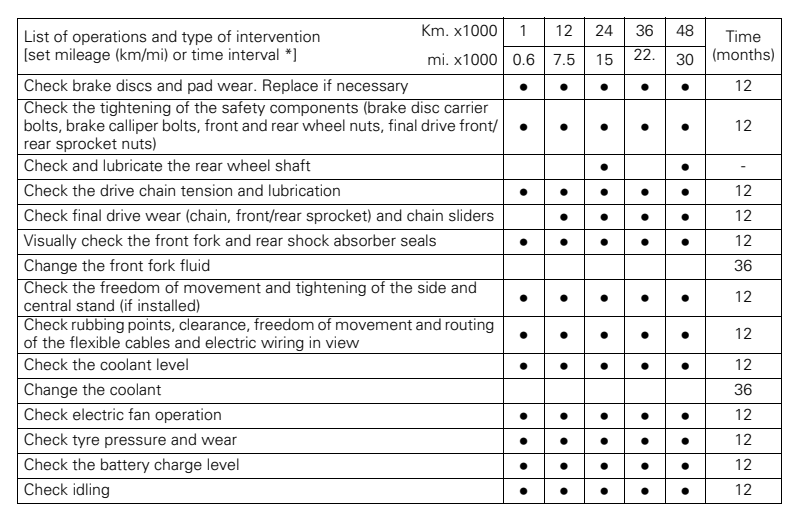 List of operations and type of intervention Km. x1000 1 12 24 36 48 Time
[set mileage (km/mi) or time interval *] mi. x1000 0.6 7.5 15 22. 30 (months)
Check brake discs and pad wear. Replace if necessary ● ● ● ● ● 12
Check the tightening of the safety components (brake disc carrier
bolts, brake calliper bolts, front and rear wheel nuts, final drive front/ ● ● ● ● ● 12
rear sprocket nuts)
Check and lubricate the rear wheel shaft ● ● -
Check the drive chain tension and lubrication ● ● ● ● ● 12
Check final drive wear (chain, front/rear sprocket) and chain sliders ● ● ● ● 12
Visually check the front fork and rear shock absorber seals ● ● ● ● ● 12
Change the front fork fluid 36
Check the freedom of movement and tightening of the side and
central stand (if installed) ● ● ● ● ● 12
Check rubbing points, clearance, freedom of movement and routing
of the flexible cables and electric wiring in view ● ● ● ● ● 12
Check the coolant level ● ● ● ● ● 12
Change the coolant 36
Check electric fan operation ● ● ● ● ● 12
Check tyre pressure and wear ● ● ● ● ● 12
Check the battery charge level ● ● ● ● ● 12
Check idling ● ● ● ● ● 12